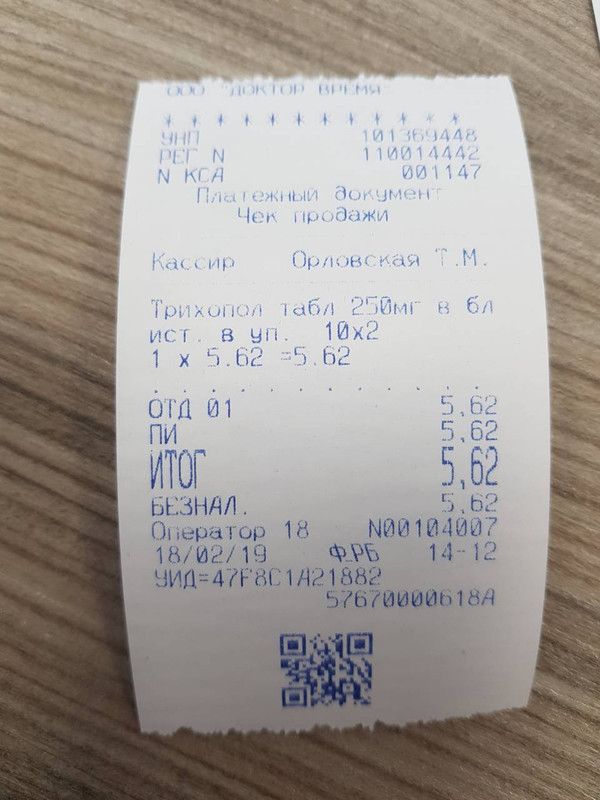 ООО "ДОКТОР ВРЕМЯ"
* * * * * * * * * * * *
УНП 101369448
РЕГ N 110014442
N КСА 001147
Платежный документ
Чек продажи
Кассир Орловская Т.М.
Трихопол табл 250мг в бл
ист. в уп. 10x2
1 x 5.62 =5.62
. . . . . . . . . . . .
ОТД 01 5,62
ПИ 5,62
ИТОГ 5,62
БЕЗНАЛ. 5,62
Оператор 18 N00104007
18/02/19 Ф.РБ 14-12
УИД=47F8C1A21882
57670000618A